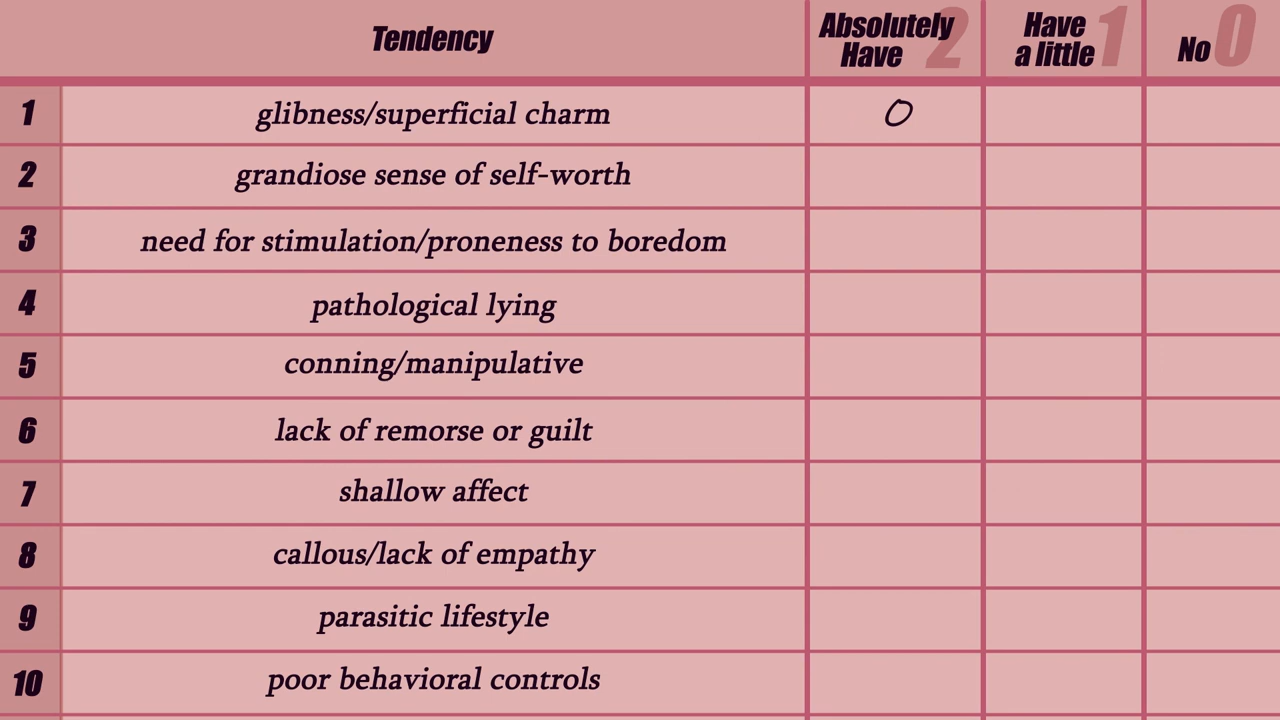 Tendency Absolutely Have 2 Have a little 1 No 0
1 glibness/superficial charm O
2 grandiose sense of self-worth
3 need for stimulation/proneness to boredom
4 pathological lying
5 conning/manipulative
6 lack of remorse or guilt
7 shallow affect
8 callous/lack of empathy
9 parasitic lifestyle
10 poor behavioral controls